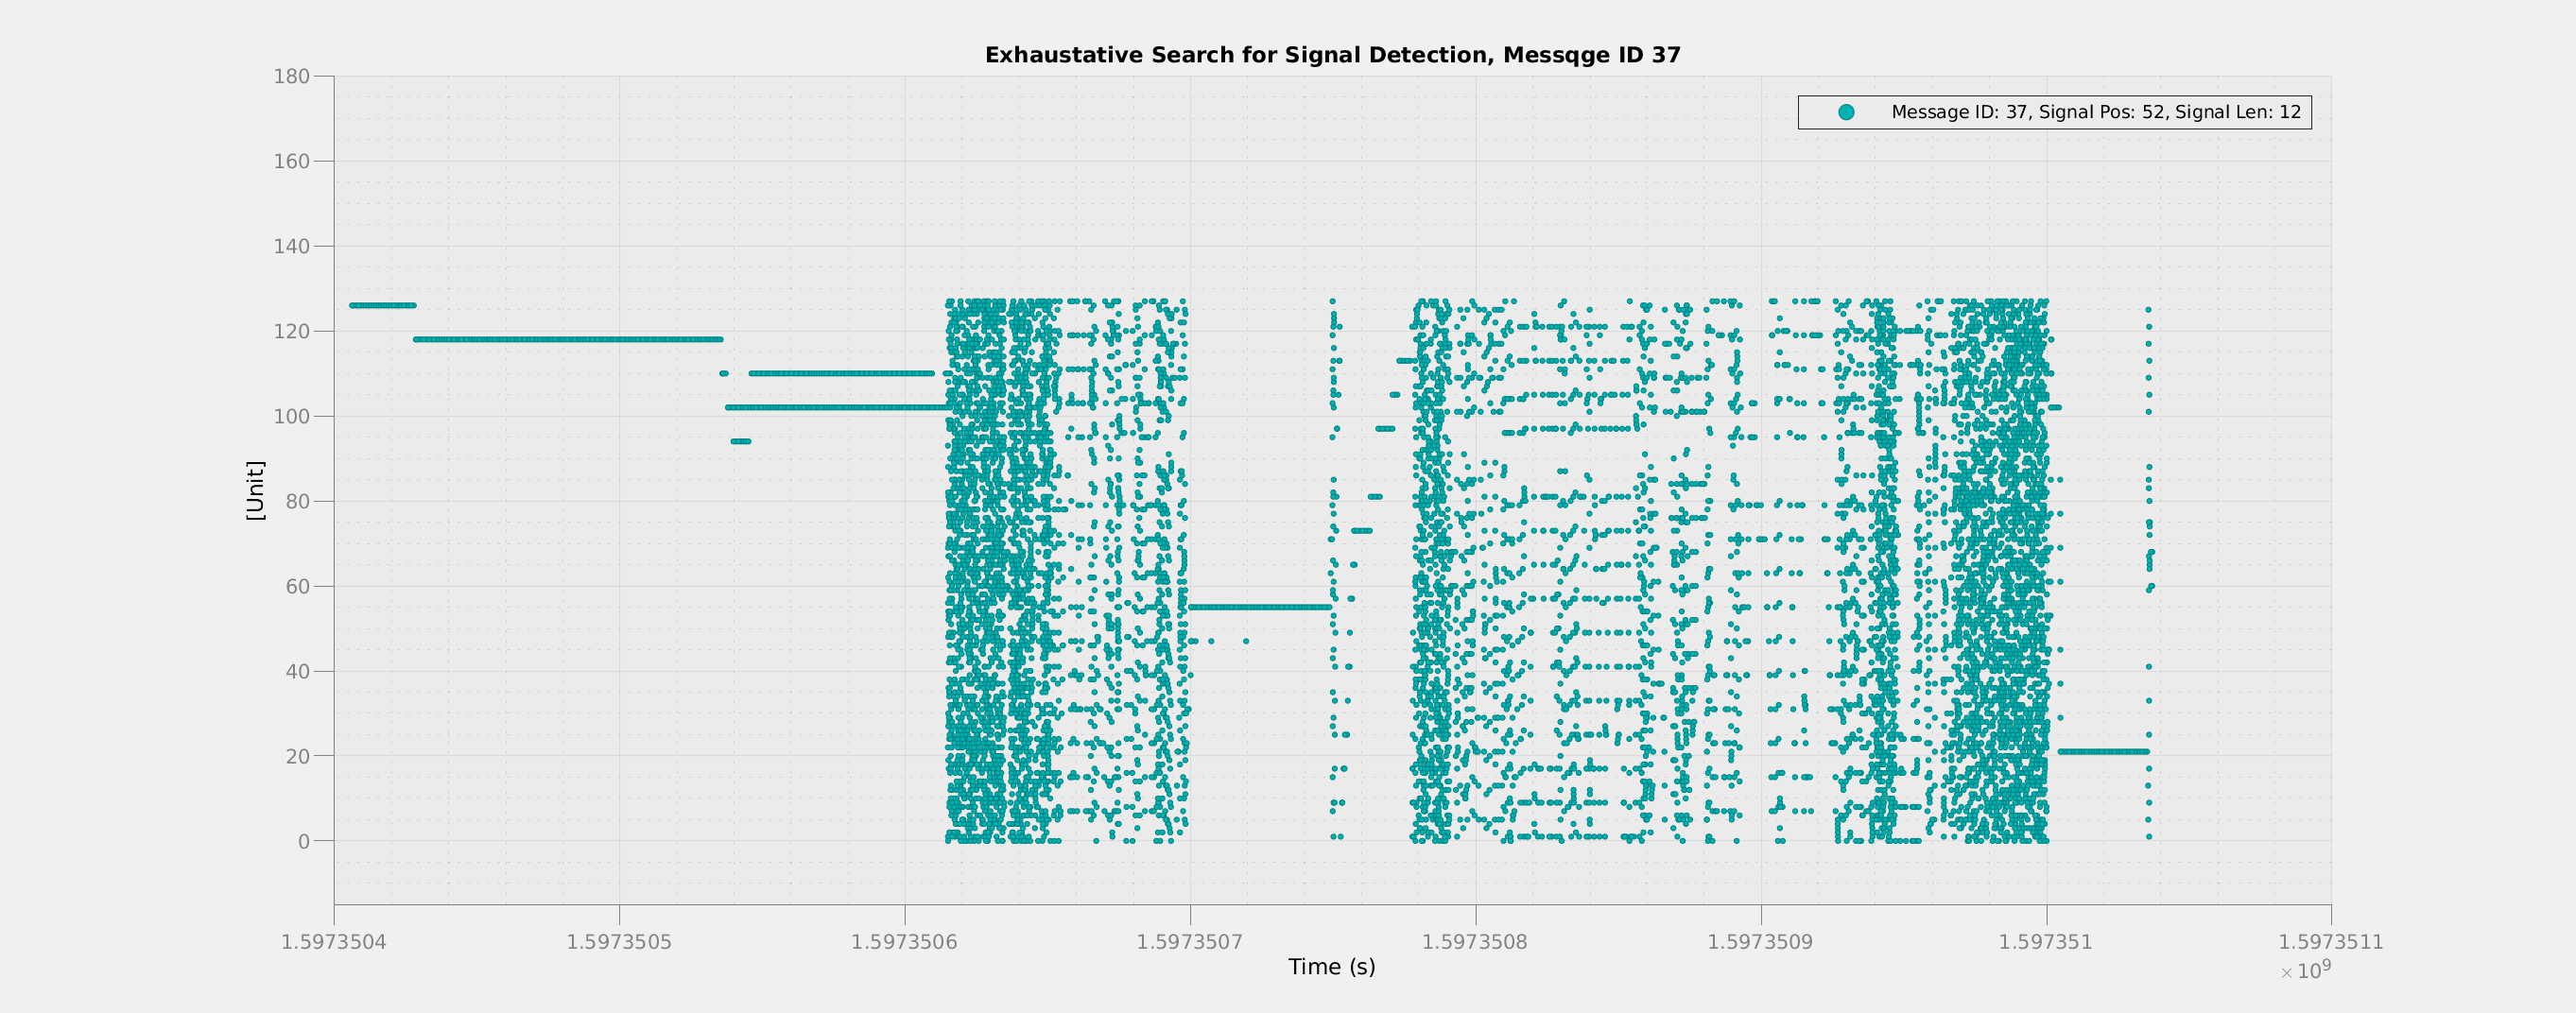 Exhaustative Search for Signal Detection, Messqge ID 37
Message ID: 37, Signal Pos: 52, Signal Len: 12
[Unit]
180
160
140
120
100
80
60
40
20
0
1.5973504 1.5973505 1.5973506 1.5973507 1.5973508 1.5973509 1.597351 1.5973511
Time (s)
× 10⁹